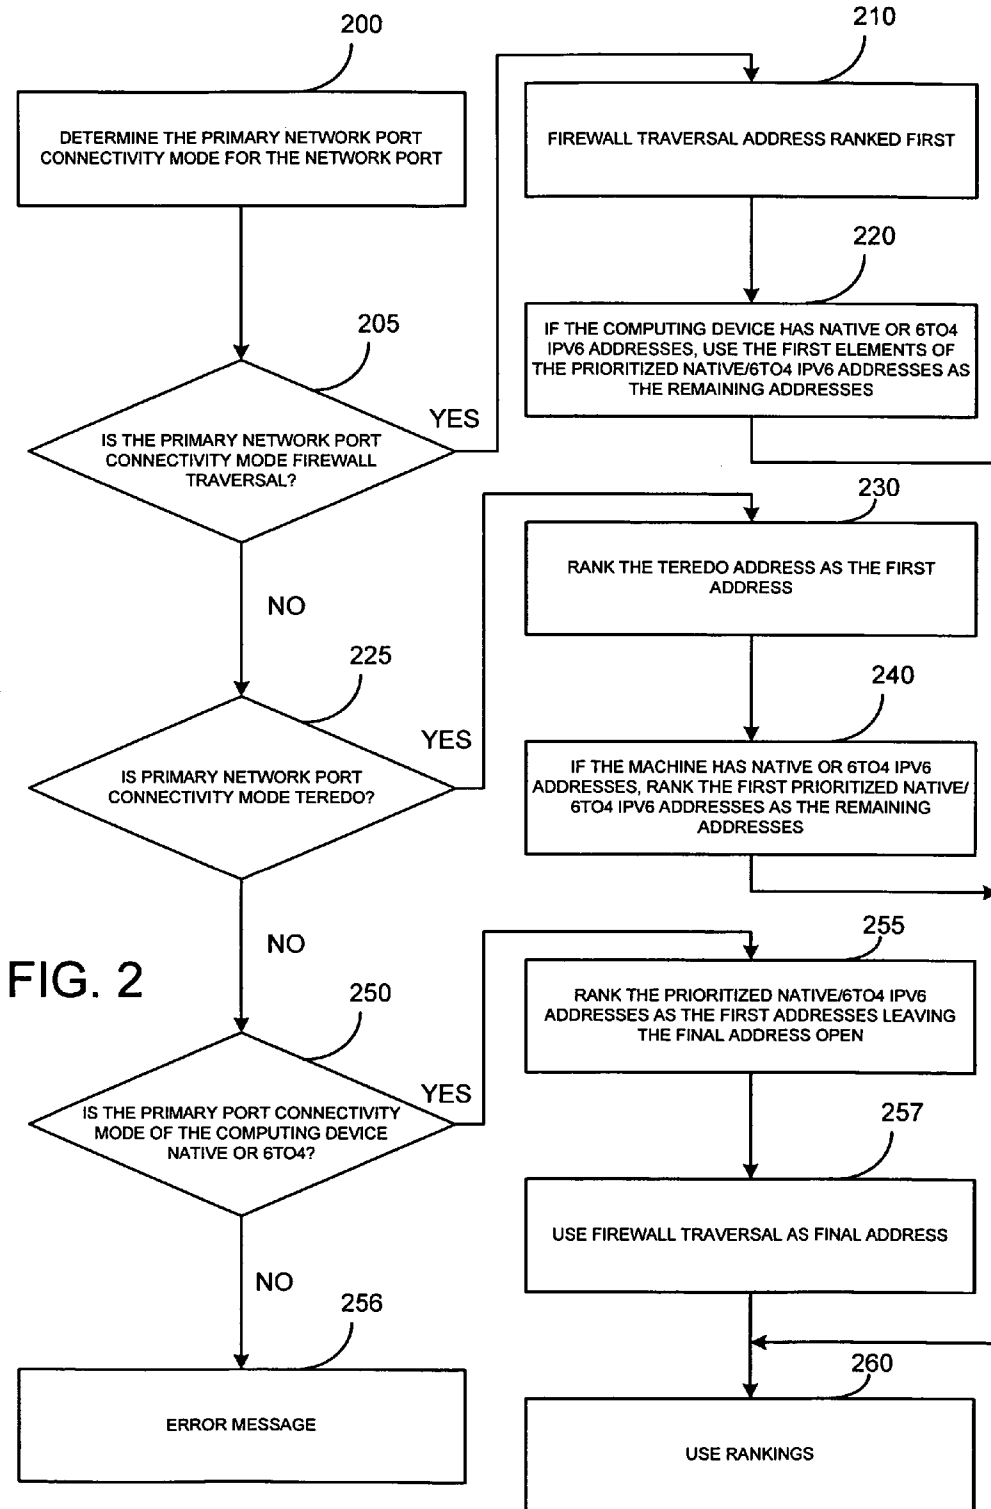 200
DETERMINE THE PRIMARY NETWORK PORT
CONNECTIVITY MODE FOR THE NETWORK PORT
205
IS THE PRIMARY NETWORK PORT
CONNECTIVITY MODE FIREWALL
TRAVERSAL?
YES
NO
210
FIREWALL TRAVERSAL ADDRESS RANKED FIRST
220
IF THE COMPUTING DEVICE HAS NATIVE OR 6TO4
IPV6 ADDRESSES, USE THE FIRST ELEMENTS OF
THE PRIORITIZED NATIVE/6TO4 IPV6 ADDRESSES AS
THE REMAINING ADDRESSES
225
IS PRIMARY NETWORK PORT
CONNECTIVITY MODE TEREDO?
YES
NO
230
RANK THE TEREDO ADDRESS AS THE FIRST
ADDRESS
240
IF THE MACHINE HAS NATIVE OR 6TO4 IPV6
ADDRESSES, RANK THE FIRST PRIORITIZED NATIVE/
6TO4 IPV6 ADDRESSES AS THE REMAINING
ADDRESSES
FIG. 2
250
IS THE PRIMARY PORT CONNECTIVITY
MODE OF THE COMPUTING DEVICE
NATIVE OR 6TO4?
YES
NO
255
RANK THE PRIORITIZED NATIVE/6TO4 IPV6
ADDRESSES AS THE FIRST ADDRESSES LEAVING
THE FINAL ADDRESS OPEN
257
USE FIREWALL TRAVERSAL AS FINAL ADDRESS
256
ERROR MESSAGE
260
USE RANKINGS